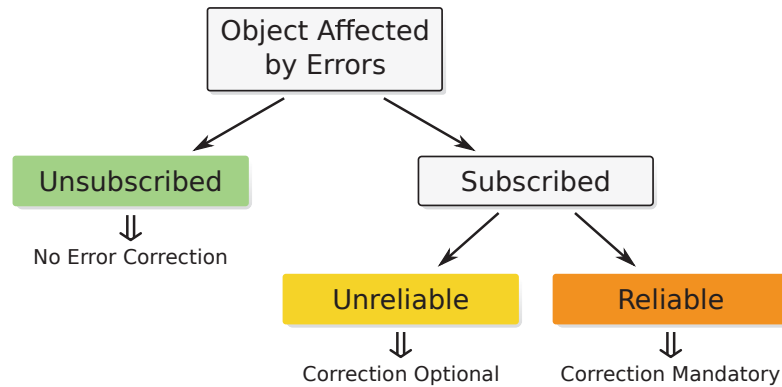 Object Affected
by Errors
Unsubscribed
Subscribed
No Error Correction
Unreliable
Reliable
Correction Optional
Correction Mandatory